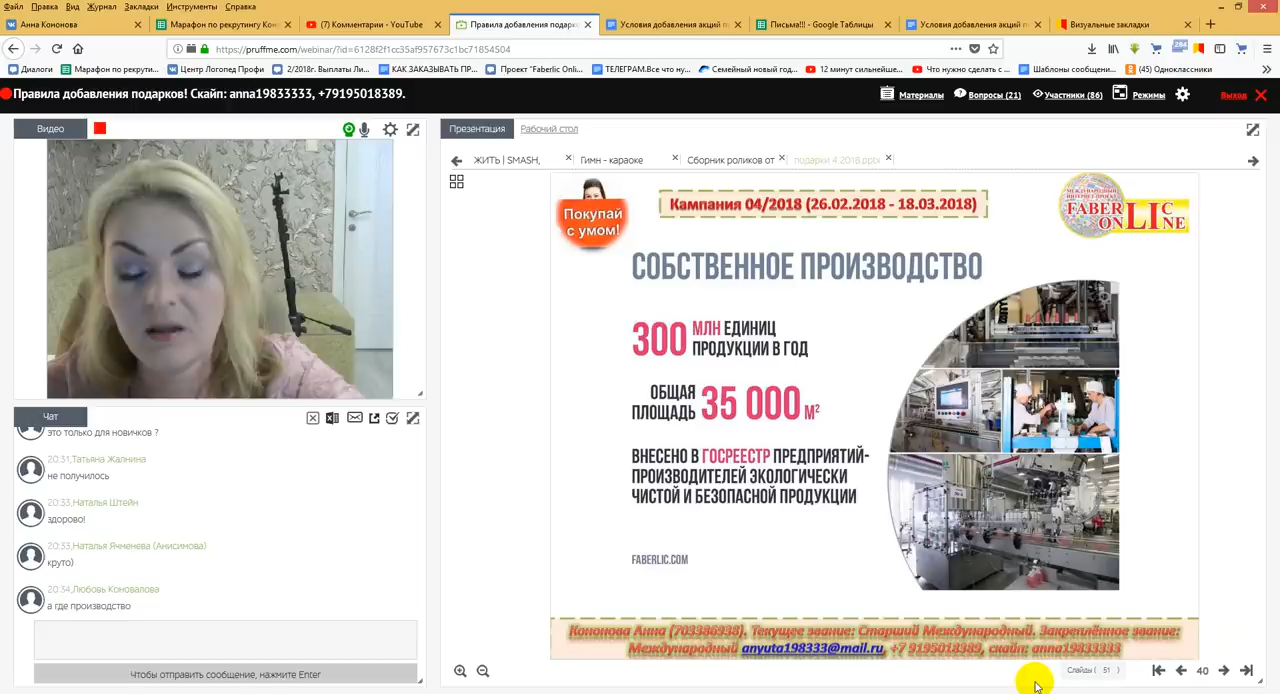 Файл Правка Вид Журнал Закладки Инструменты Справка
Анна Кононова
Марафон по рекрутингу Кон
(7) Комментарии - YouTube
Правила добавления подарк
Условия добавления акций п
Письма!!! - Google Таблицы
Условия добавления акций п
Визуальные закладки
https://pruffme.com/webinar/?id=6128f2f1cc35af957673c1bc71854504
284
Диалоги
Марафон по рекрути...
Центр Логопед Профи
2/2018г. Выплаты Ли...
КАК ЗАКАЗЫВАТЬ ПР...
Проект "Faberlic Onli...
ТЕЛЕГРАМ.Все что ну...
Семейный новый год...
12 минут сильнейше...
Что нужно сделать с ...
Шаблоны сообщени...
(45) Одноклассники
Правила добавления подарков! Скайп: anna19833333, +79195018389.
Материалы
Вопросы (21)
Участники (86)
Режимы
Выход
Видео
Презентация
Рабочий стол
ЖИТЬ | SMASH,
Гимн - караоке
Сборник роликов от
подарки 4.2018.pptx
Покупай
с умом!
Кампания 04/2018 (26.02.2018 - 18.03.2018)
МЕЖДУНАРОДНЫЙ
ИНТЕРНЕТ-ПРОЕКТ
FABERLIC
ONLINE
СОБСТВЕННОЕ ПРОИЗВОДСТВО
300 МЛН ЕДИНИЦ
ПРОДУКЦИИ В ГОД
ОБЩАЯ
ПЛОЩАДЬ 35 000 М²
ВНЕСЕНО В ГОСРЕЕСТР ПРЕДПРИЯТИЙ-
ПРОИЗВОДИТЕЛЕЙ ЭКОЛОГИЧЕСКИ
ЧИСТОЙ И БЕЗОПАСНОЙ ПРОДУКЦИИ
FABERLIC.COM
Кононова Анна (703386938), Текущее звание: Старший Международный. Закреплённое звание:
Международный anyuta198333@mail.ru, +7 9195018389, скайп: anna19833333
Чат
это только для новичков ?
20:31,Татьяна Жалнина
не получилось
20:33,Наталья Штейн
здорово!
20:33,Наталья Ячменева (Анисимова)
круто)
20:34,Любовь Коновалова
а где производство
Чтобы отправить сообщение, нажмите Enter
Слайды ( 51 )
40